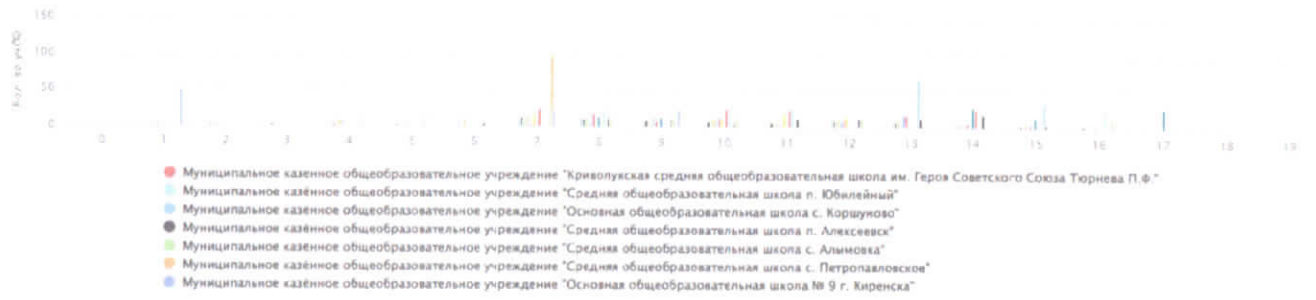 150
100
50
0
Кол-во уч(%)
0 1 2 3 4 5 6 7 8 9 10 11 12 13 14 15 16 17 18 19
Муниципальное казённое общеобразовательное учреждение "Криволукская средняя общеобразовательная школа им. Героя Советского Союза Тюрнева П.Ф."
Муниципальное казённое общеобразовательное учреждение "Средняя общеобразовательная школа п. Юбилейный"
Муниципальное казённое общеобразовательное учреждение "Основная общеобразовательная школа с. Коршуново"
Муниципальное казённое общеобразовательное учреждение "Средняя общеобразовательная школа п. Алексеевск"
Муниципальное казённое общеобразовательное учреждение "Средняя общеобразовательная школа с. Алымовка"
Муниципальное казённое общеобразовательное учреждение "Средняя общеобразовательная школа с. Петропавловское"
Муниципальное казённое общеобразовательное учреждение "Основная общеобразовательная школа № 9 г. Киренска"